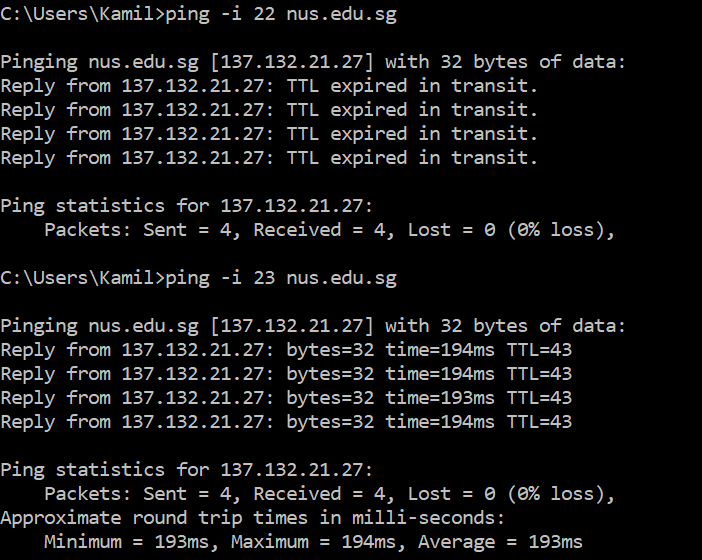 C:\Users\Kamil>ping -i 22 nus.edu.sg
Pinging nus.edu.sg [137.132.21.27] with 32 bytes of data:
Reply from 137.132.21.27: TTL expired in transit.
Reply from 137.132.21.27: TTL expired in transit.
Reply from 137.132.21.27: TTL expired in transit.
Reply from 137.132.21.27: TTL expired in transit.
Ping statistics for 137.132.21.27:
    Packets: Sent = 4, Received = 4, Lost = 0 (0% loss),
C:\Users\Kamil>ping -i 23 nus.edu.sg
Pinging nus.edu.sg [137.132.21.27] with 32 bytes of data:
Reply from 137.132.21.27: bytes=32 time=194ms TTL=43
Reply from 137.132.21.27: bytes=32 time=194ms TTL=43
Reply from 137.132.21.27: bytes=32 time=193ms TTL=43
Reply from 137.132.21.27: bytes=32 time=194ms TTL=43
Ping statistics for 137.132.21.27:
    Packets: Sent = 4, Received = 4, Lost = 0 (0% loss),
Approximate round trip times in milli-seconds:
    Minimum = 193ms, Maximum = 194ms, Average = 193ms